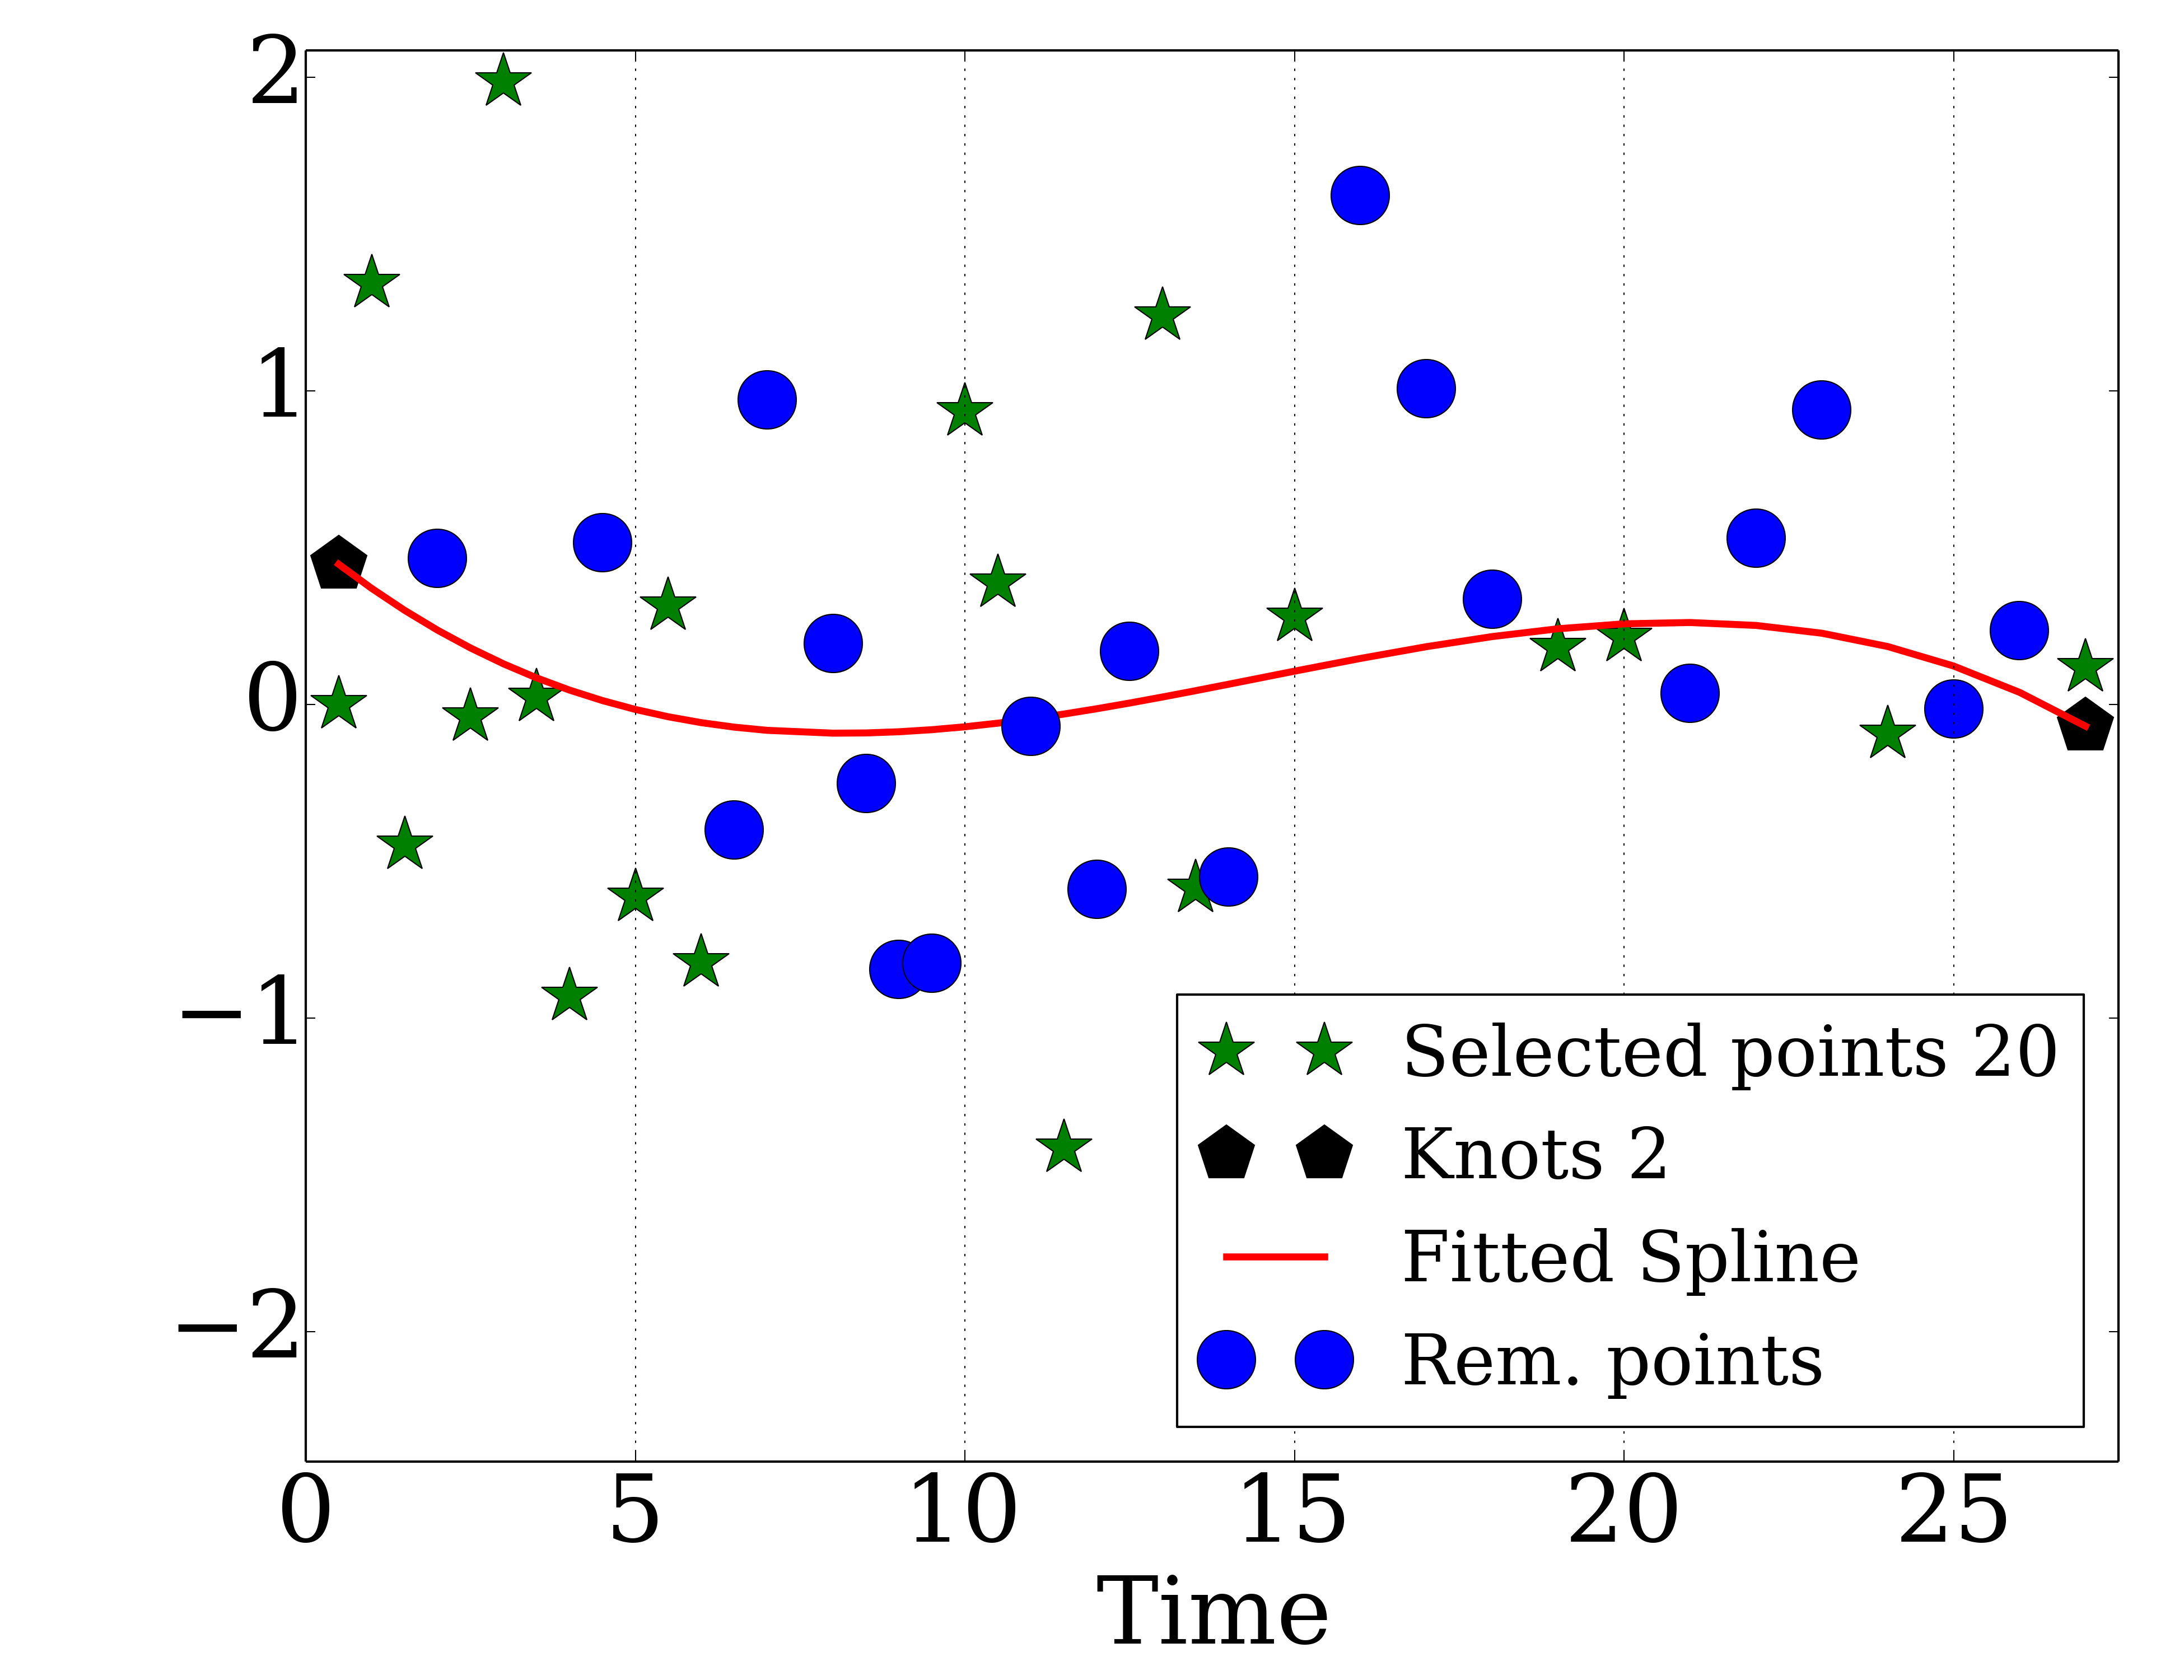 2
1
0
−1
−2
Selected points 20
Knots 2
Fitted Spline
Rem. points
0 5 10 15 20 25
Time